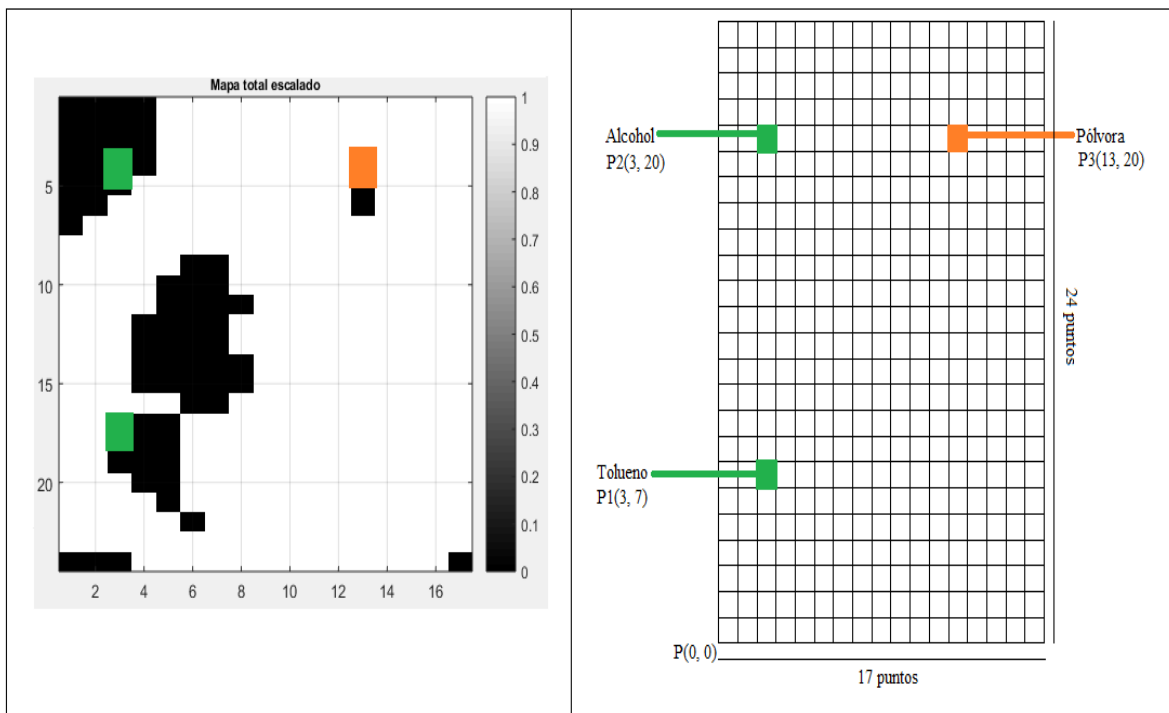 Mapa total escalado
1
0.9
0.8
0.7
0.6
0.5
0.4
0.3
0.2
0.1
0
5
10
15
20
2 4 6 8 10 12 14 16
Alcohol
P2(3, 20)
Pólvora
P3(13, 20)
24 puntos
Tolueno
P1(3, 7)
P(0, 0)
17 puntos